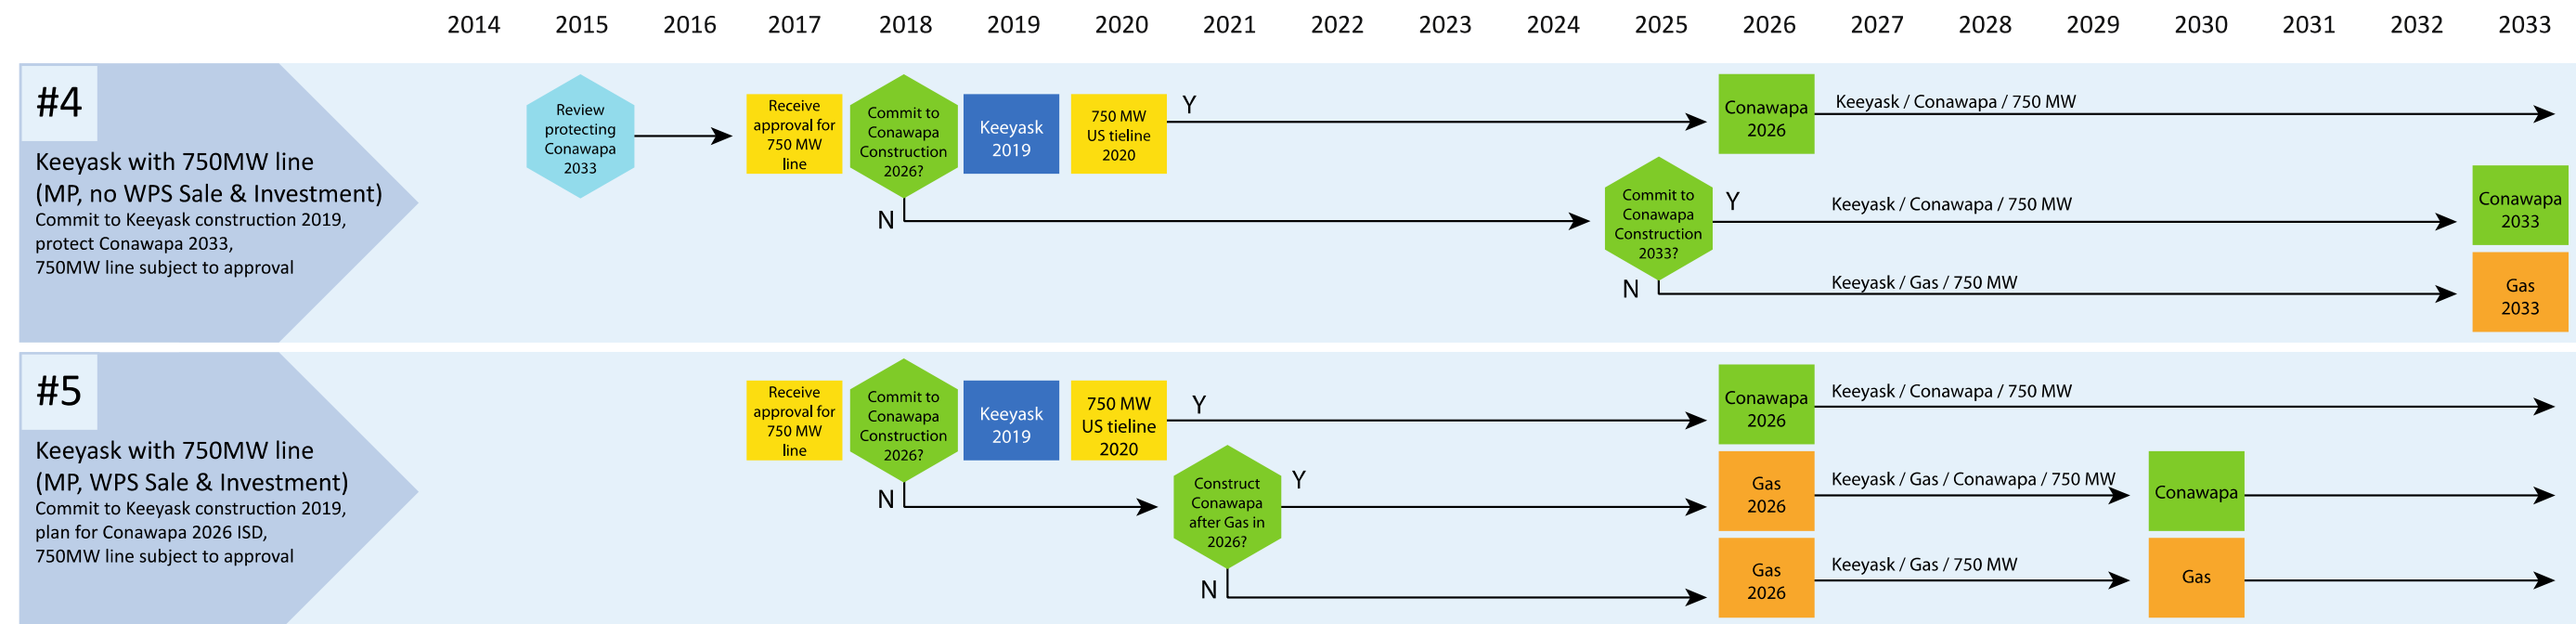 2014 2015 2016 2017 2018 2019 2020 2021 2022 2023 2024 2025 2026 2027 2028 2029 2030 2031 2032 2033
#4
Keeyask with 750MW line
(MP, no WPS Sale & Investment)
Commit to Keeyask construction 2019,
protect Conawapa 2033,
750MW line subject to approval
Review
protecting
Conawapa
2033
Receive
approval for
750 MW
line
Commit to
Conawapa
Construction
2026?
Keeyask
2019
750 MW
US tieline
2020
Y
Conawapa
2026
Keeyask / Conawapa / 750 MW
N
Commit to
Conawapa
Construction
2033?
Y
Keeyask / Conawapa / 750 MW
Conawapa
2033
N
Keeyask / Gas / 750 MW
Gas
2033
#5
Keeyask with 750MW line
(MP, WPS Sale & Investment)
Commit to Keeyask construction 2019,
plan for Conawapa 2026 ISD,
750MW line subject to approval
Receive
approval for
750 MW
line
Commit to
Conawapa
Construction
2026?
Keeyask
2019
750 MW
US tieline
2020
Y
Conawapa
2026
Keeyask / Conawapa / 750 MW
N
Construct
Conawapa
after Gas in
2026?
Y
Gas
2026
Keeyask / Gas / Conawapa / 750 MW
Conawapa
N
Gas
2026
Keeyask / Gas / 750 MW
Gas